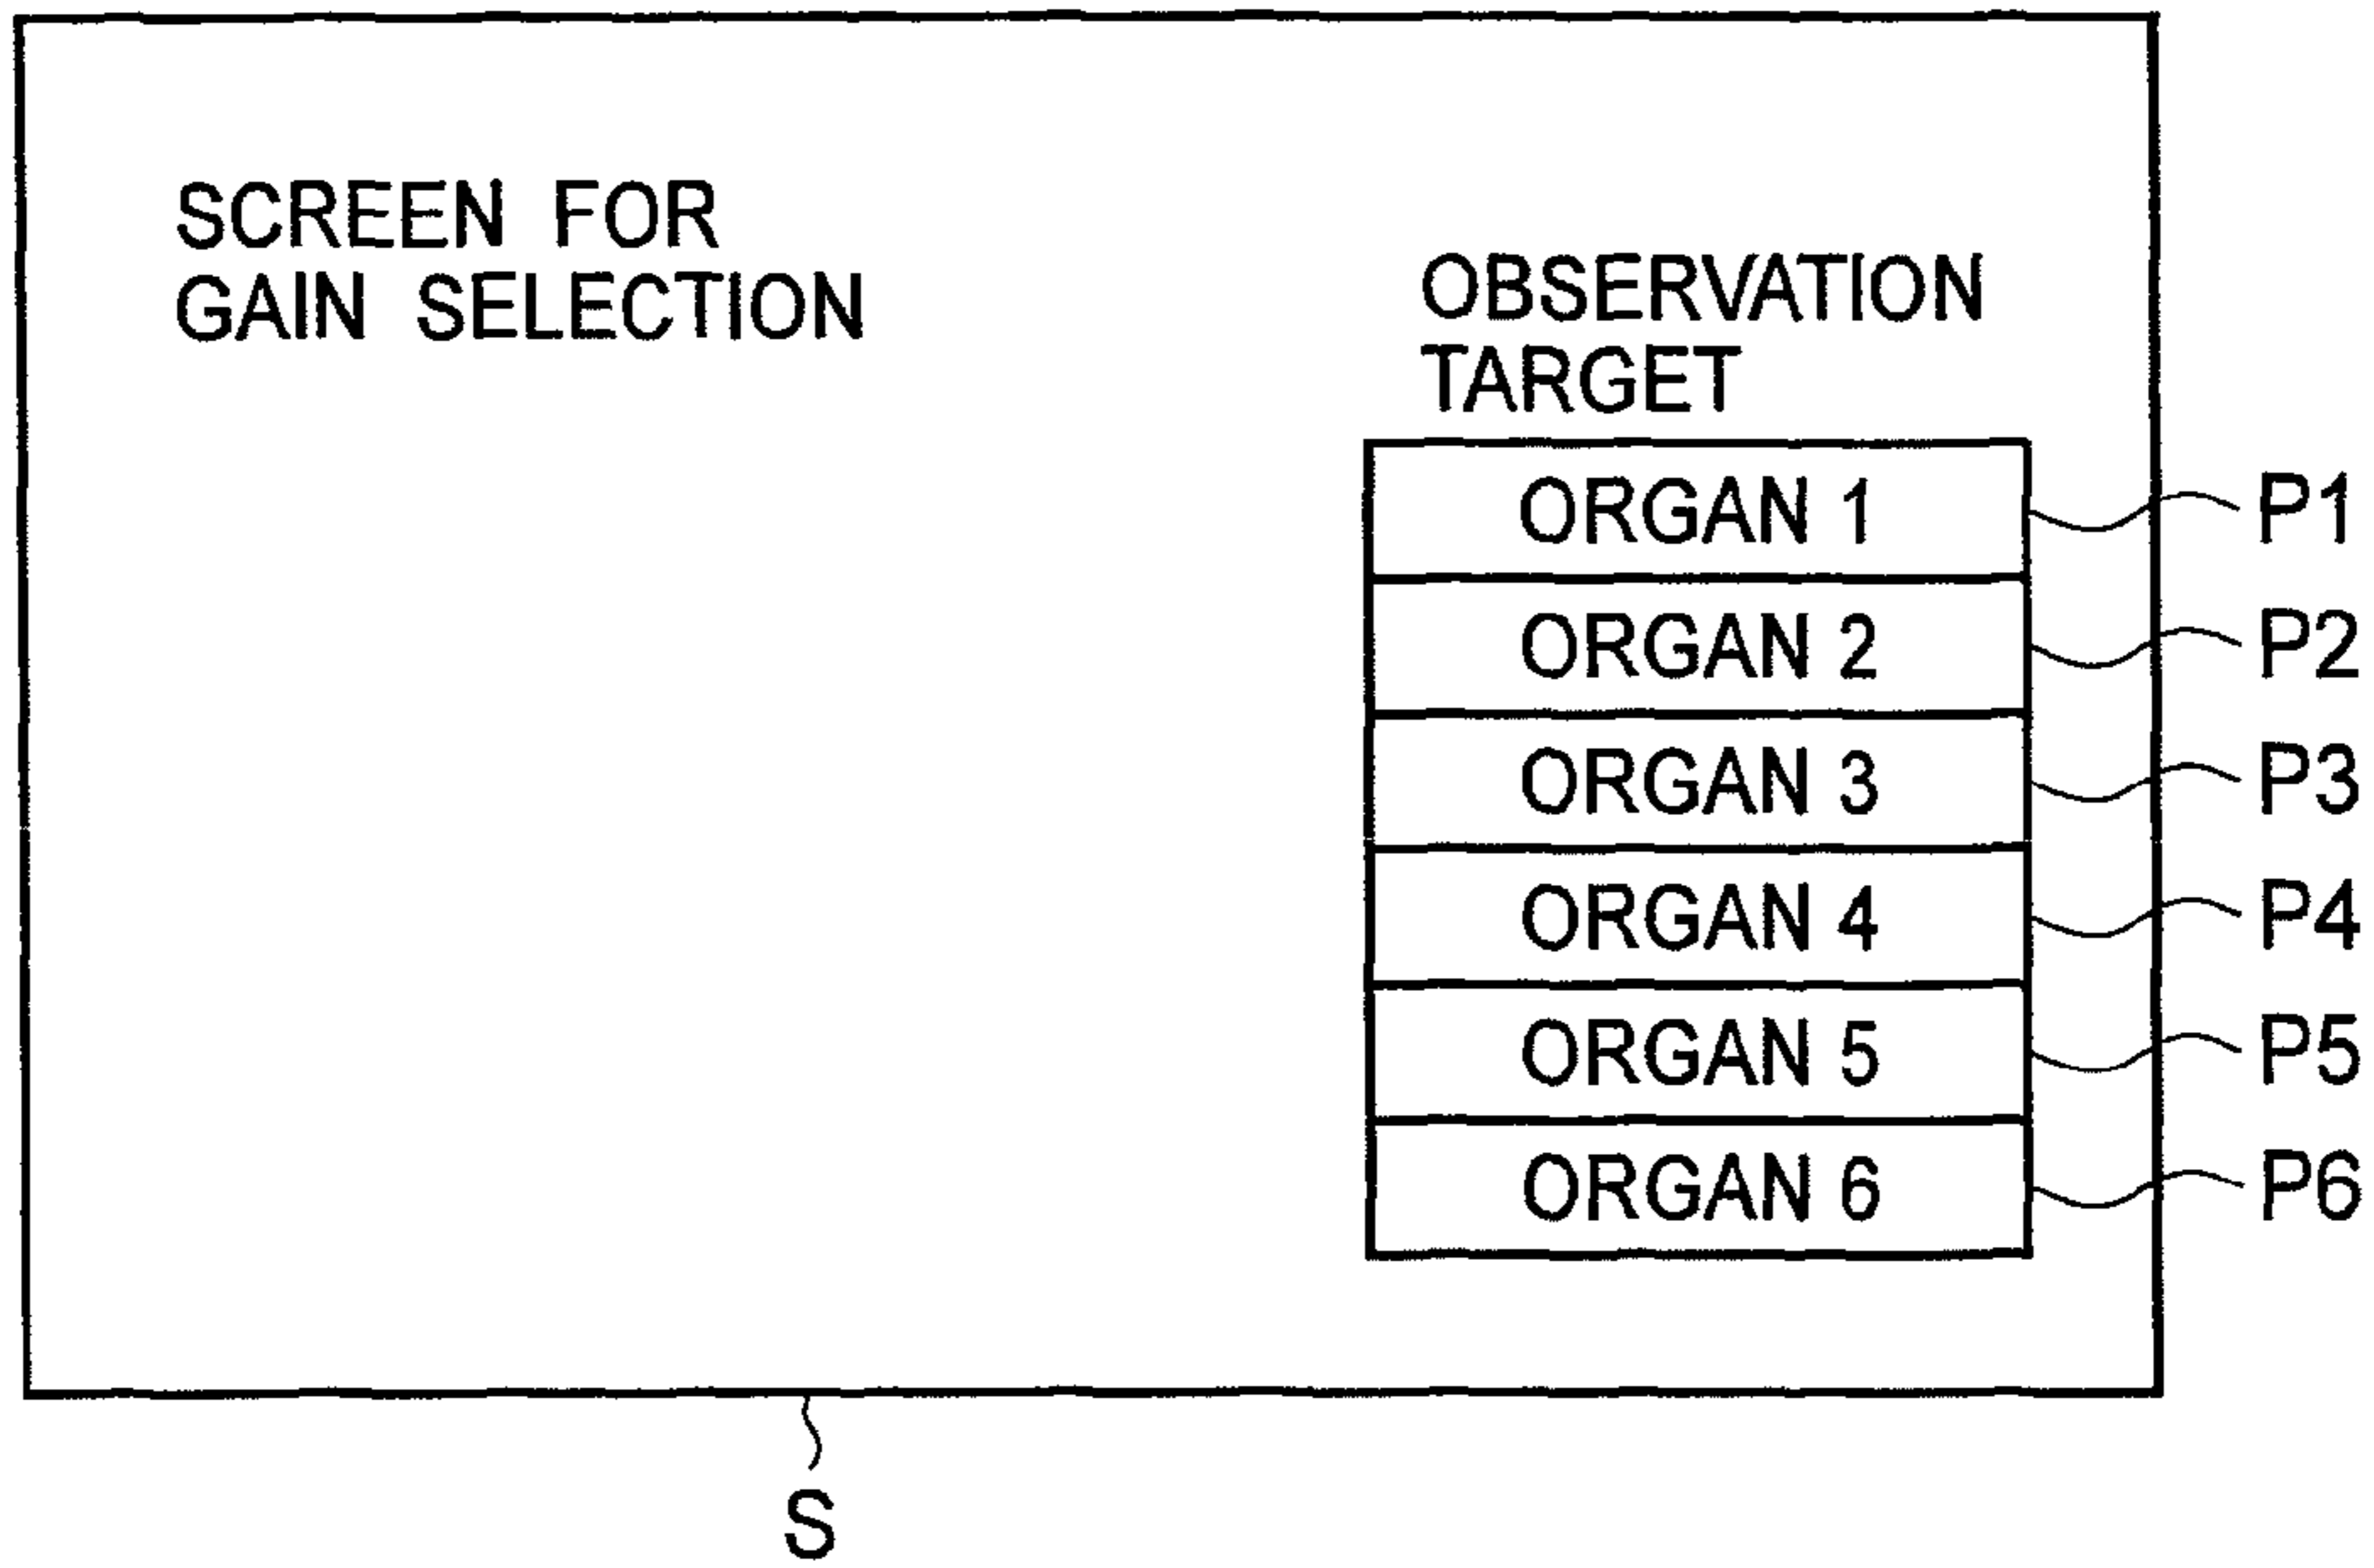 SCREEN FOR
GAIN SELECTION
OBSERVATION
TARGET
ORGAN 1 P1
ORGAN 2 P2
ORGAN 3 P3
ORGAN 4 P4
ORGAN 5 P5
ORGAN 6 P6
S